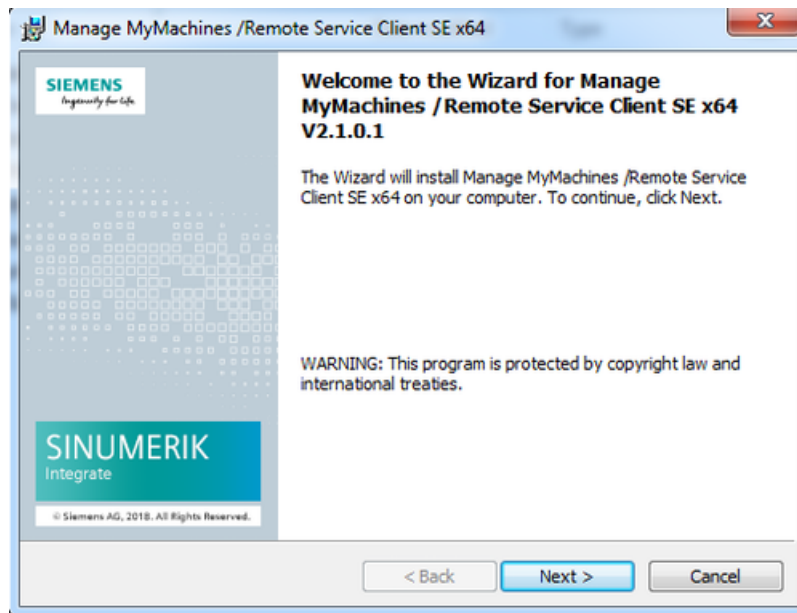 Manage MyMachines /Remote Service Client SE x64
SIEMENS
Ingenuity for life
Welcome to the Wizard for Manage
MyMachines /Remote Service Client SE x64
V2.1.0.1
The Wizard will install Manage MyMachines /Remote Service
Client SE x64 on your computer. To continue, click Next.
WARNING: This program is protected by copyright law and
international treaties.
SINUMERIK
Integrate
© Siemens AG, 2018. All Rights Reserved.
< Back
Next >
Cancel